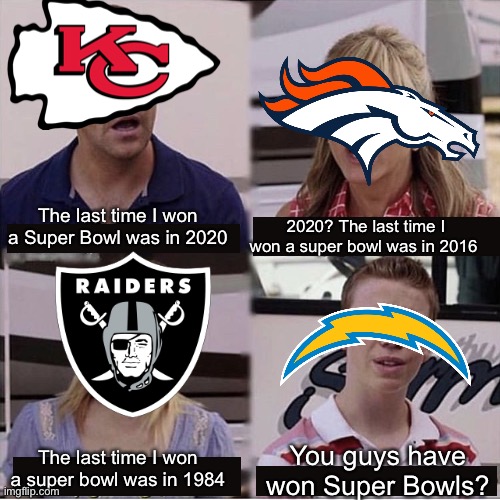 KC
The last time I won
a Super Bowl was in 2020
2020? The last time I
won a super bowl was in 2016
RAIDERS
The last time I won
a super bowl was in 1984
You guys have
won Super Bowls?
imgflip.com